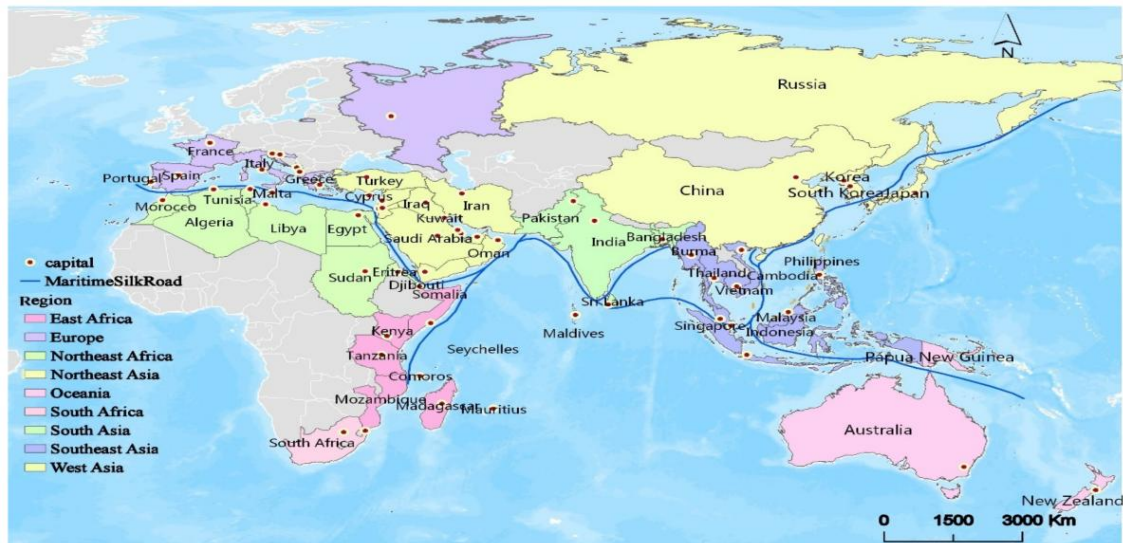 N
Russia
France
Italy
Portugal
Spain
Greece
Turkey
China
Korea
South Korea
Japan
Malta
Tunisia
Cyprus
Morocco
Iraq
Iran
Algeria
Kuwait
Pakistan
Libya
Egypt
Saudi Arabia
India
Bangladesh
Oman
Burma
capital
Sudan
Eritrea
Philippines
MaritimeSilkRoad
Djibouti
Thailand
Cambodia
Region
Somalia
Sri Lanka
Vietnam
East Africa
Maldives
Malaysia
Europe
Kenya
Singapore
Indonesia
Northeast Africa
Tanzania
Seychelles
Papua New Guinea
Northeast Asia
Comoros
Oceania
Mozambique
Madagascar
Mauritius
South Africa
South Africa
Australia
South Asia
Southeast Asia
West Asia
New Zealand
0 1500 3000 Km